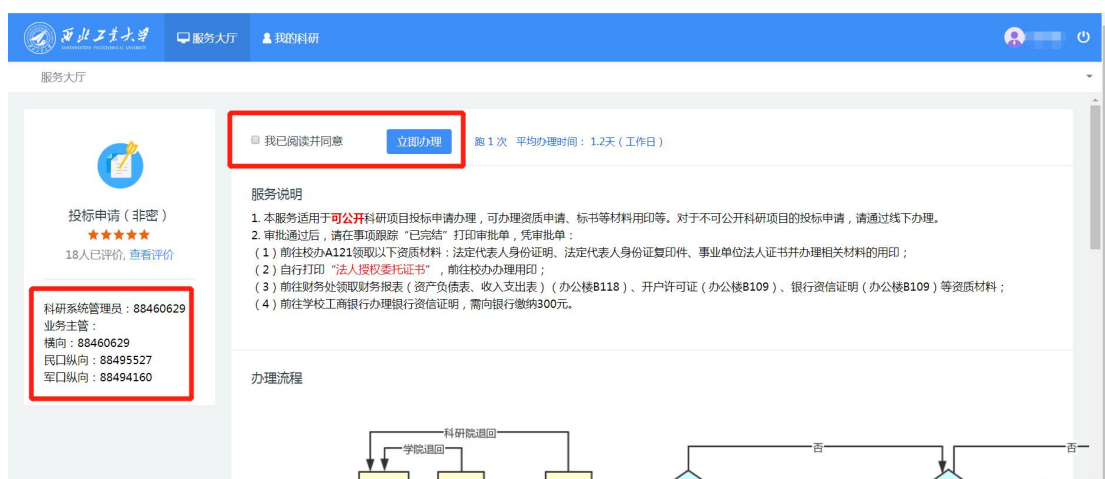 西北工业大学
NORTHWESTERN POLYTECHNICAL UNIVERSITY
服务大厅
我的科研
服务大厅
投标申请（非密）
18人已评价, 查看评价
科研系统管理员：88460629
业务主管：
横向：88460629
民口纵向：88495527
军口纵向：88494160
我已阅读并同意 立即办理 跑 1 次 平均办理时间： 1.2天（工作日）
服务说明
1. 本服务适用于可公开科研项目投标申请办理，可办理资质申请、标书等材料用印等。对于不可公开科研项目的投标申请，请通过线下办理。
2. 审批通过后，请在事项跟踪“已完结”打印审批单，凭审批单：
（1）前往校办A121领取以下资质材料：法定代表人身份证明、法定代表人身份证复印件、事业单位法人证书并办理相关材料的用印；
（2）自行打印“法人授权委托证书”，前往校办办理用印；
（3）前往财务处领取财务报表（资产负债表、收入支出表）（办公楼B118）、开户许可证（办公楼B109）、银行资信证明（办公楼B109）等资质材料；
（4）前往学校工商银行办理银行资信证明，需向银行缴纳300元。
办理流程
科研院退回
学院退回
否
否